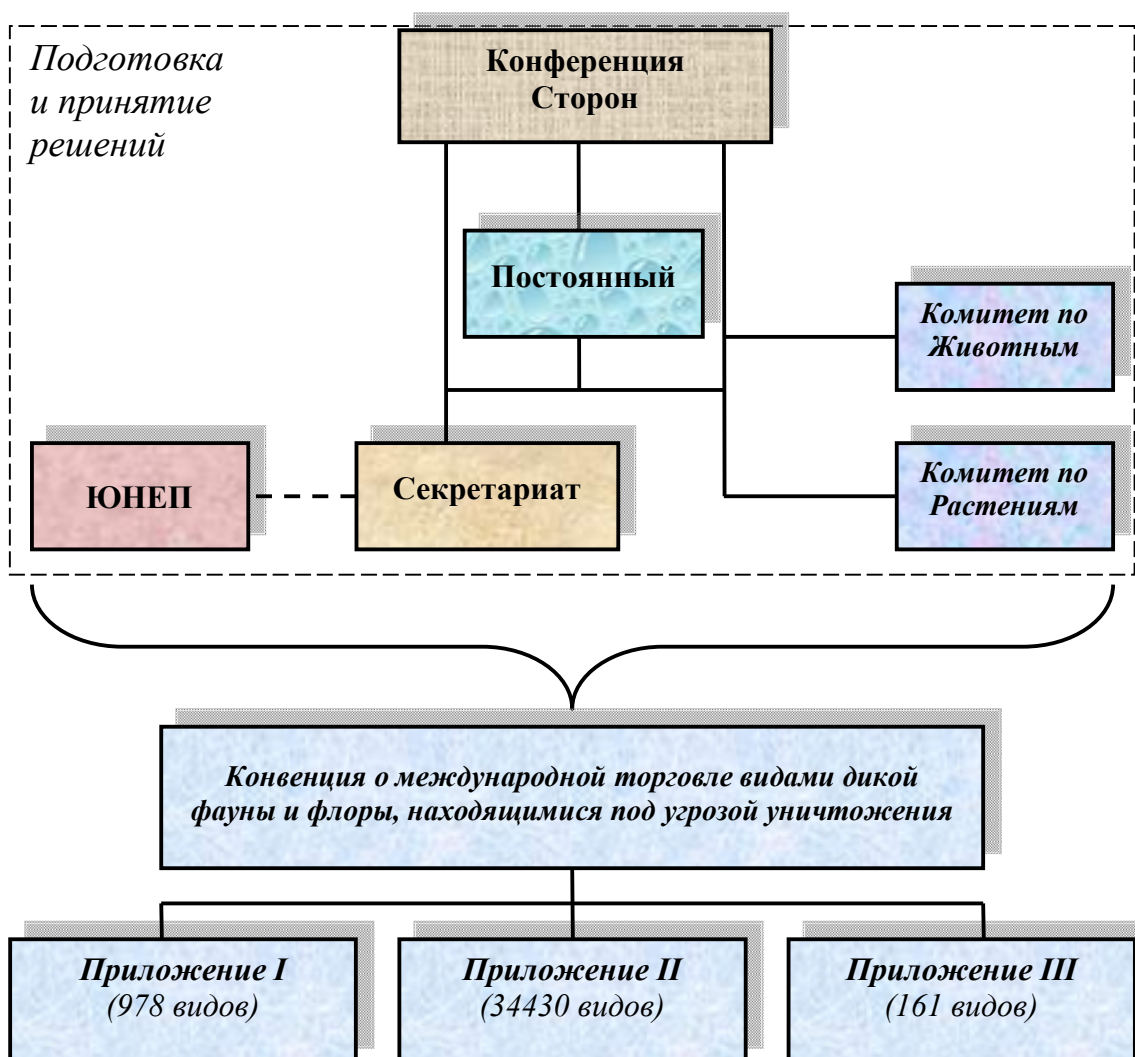 Подготовка
и принятие
решений
Конференция
Сторон
Постоянный
Комитет по
Животным
ЮНЕП
Секретариат
Комитет по
Растениям
Конвенция о международной торговле видами дикой
фауны и флоры, находящимися под угрозой уничтожения
Приложение I
(978 видов)
Приложение II
(34430 видов)
Приложение III
(161 видов)